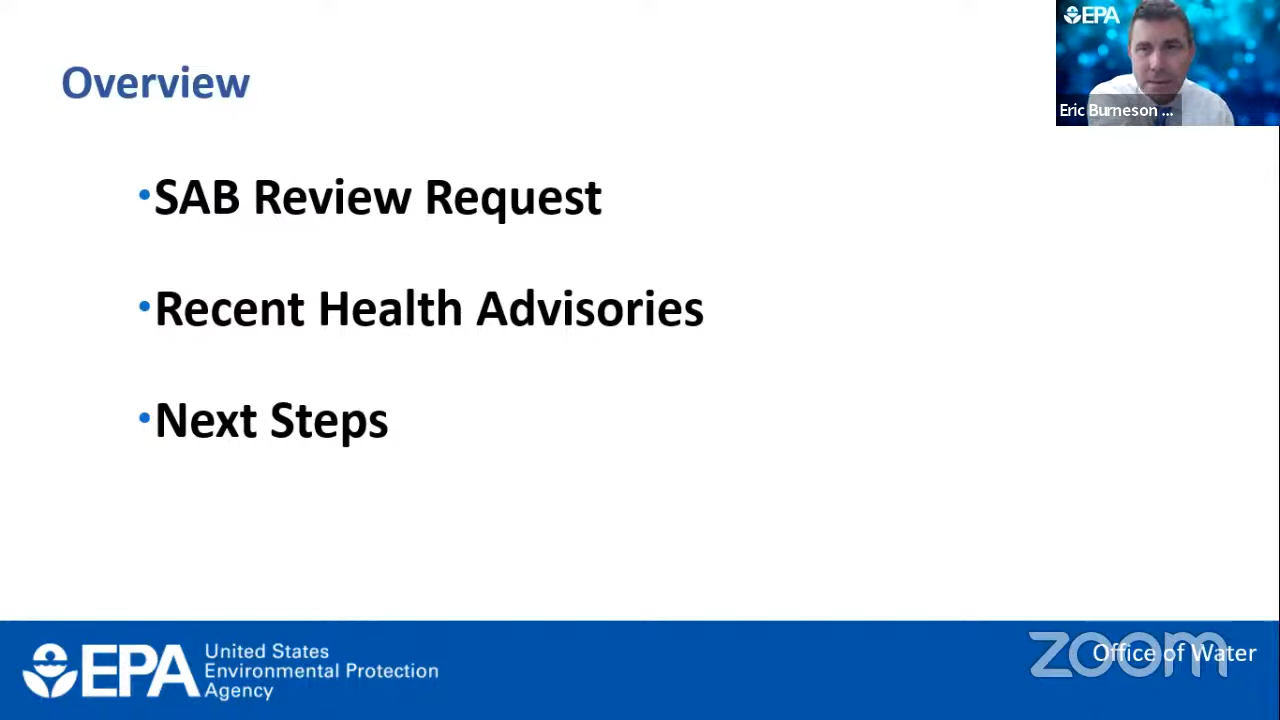 Overview
EPA
Eric Burneson ...
•SAB Review Request
•Recent Health Advisories
•Next Steps
EPA
United States
Environmental Protection
Agency
zoom
Office of Water